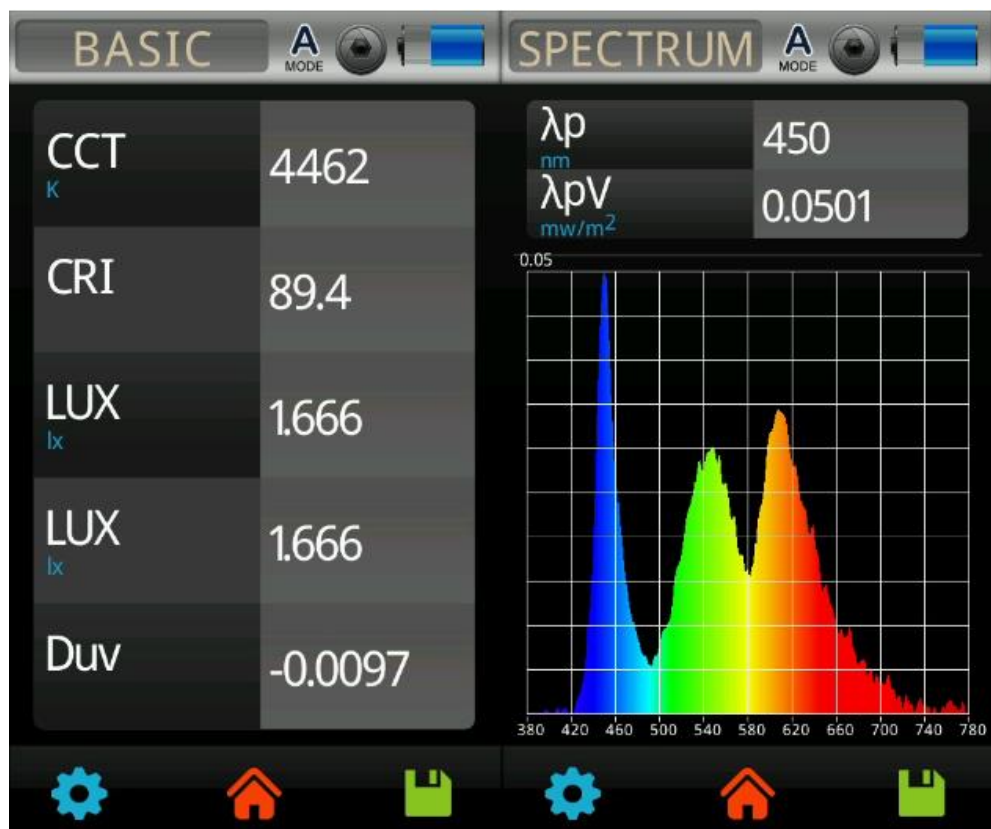 BASIC
A
MODE
CCT
K
4462
CRI
89.4
LUX
lx
1.666
LUX
lx
1.666
Duv
-0.0097
SPECTRUM
A
MODE
λp
nm
450
λpV
mw/m²
0.0501
0.05
380 420 460 500 540 580 620 660 700 740 780